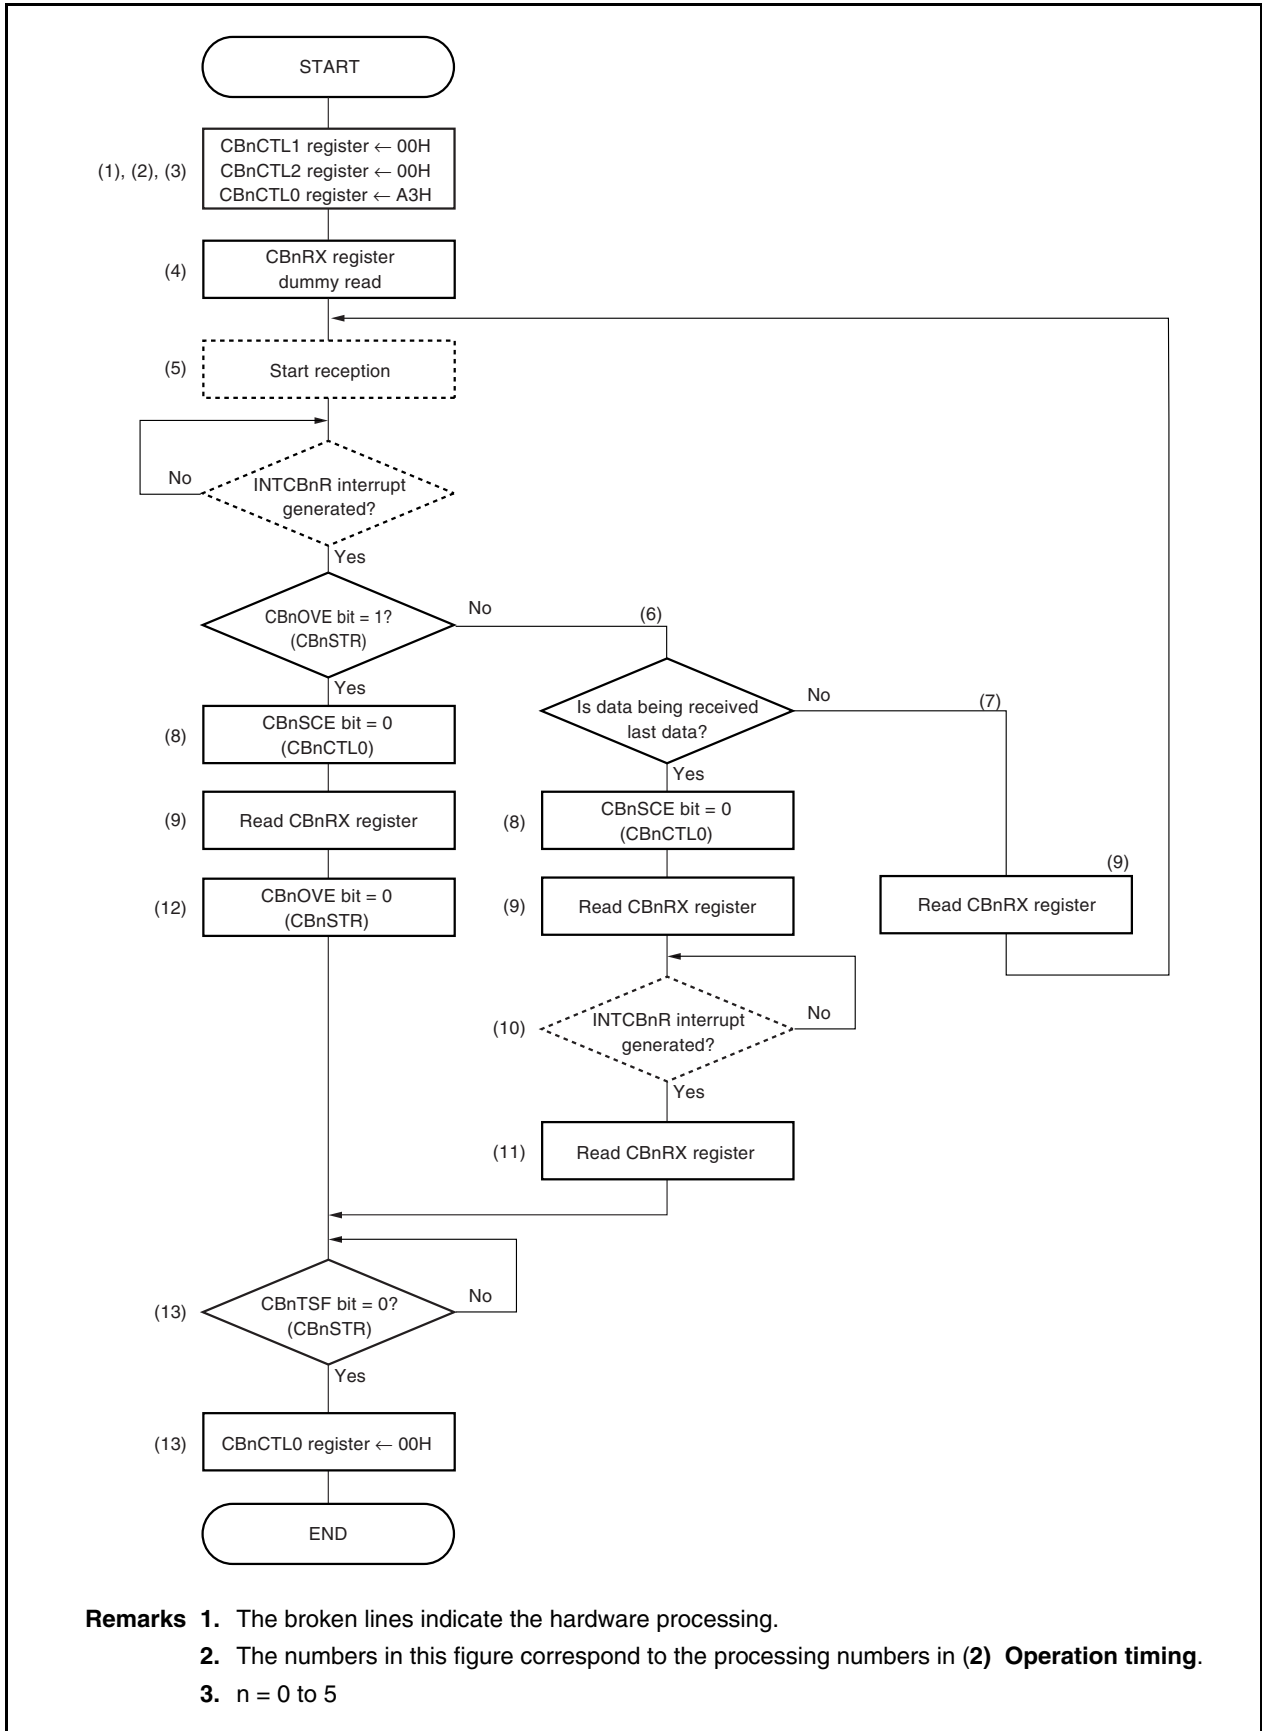 START
(1), (2), (3)
CBnCTL1 register ← 00H
CBnCTL2 register ← 00H
CBnCTL0 register ← A3H
(4)
CBnRX register
dummy read
(5)
Start reception
No
INTCBnR interrupt
generated?
Yes
CBnOVE bit = 1?
(CBnSTR)
No
(6)
Yes
Is data being received
last data?
No
(7)
Yes
(8)
CBnSCE bit = 0
(CBnCTL0)
(9)
Read CBnRX register
(8)
CBnSCE bit = 0
(CBnCTL0)
(9)
Read CBnRX register
(12)
CBnOVE bit = 0
(CBnSTR)
(9)
Read CBnRX register
(10)
INTCBnR interrupt
generated?
No
Yes
(11)
Read CBnRX register
(13)
CBnTSF bit = 0?
(CBnSTR)
No
Yes
(13)
CBnCTL0 register ← 00H
END
Remarks 1. The broken lines indicate the hardware processing.
2. The numbers in this figure correspond to the processing numbers in (2) Operation timing.
3. n = 0 to 5